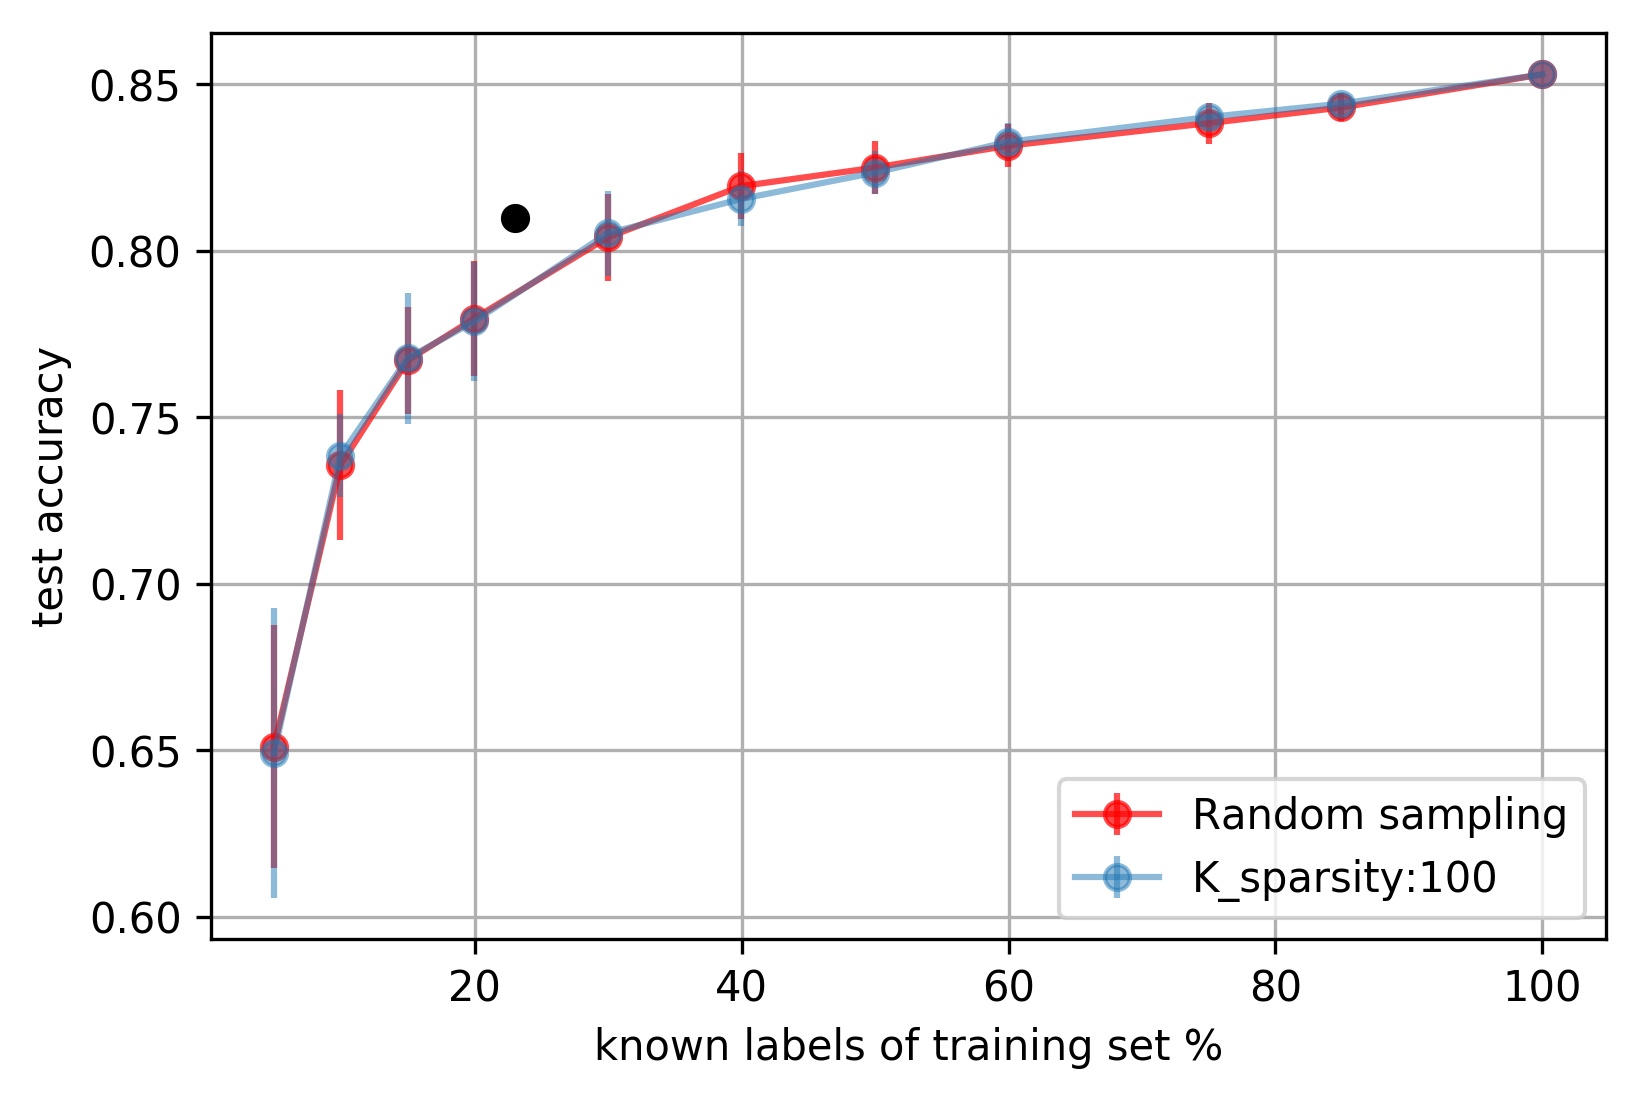 0.85
0.80
0.75
0.70
0.65
0.60
test accuracy
Random sampling
K_sparsity:100
20 40 60 80 100
known labels of training set %